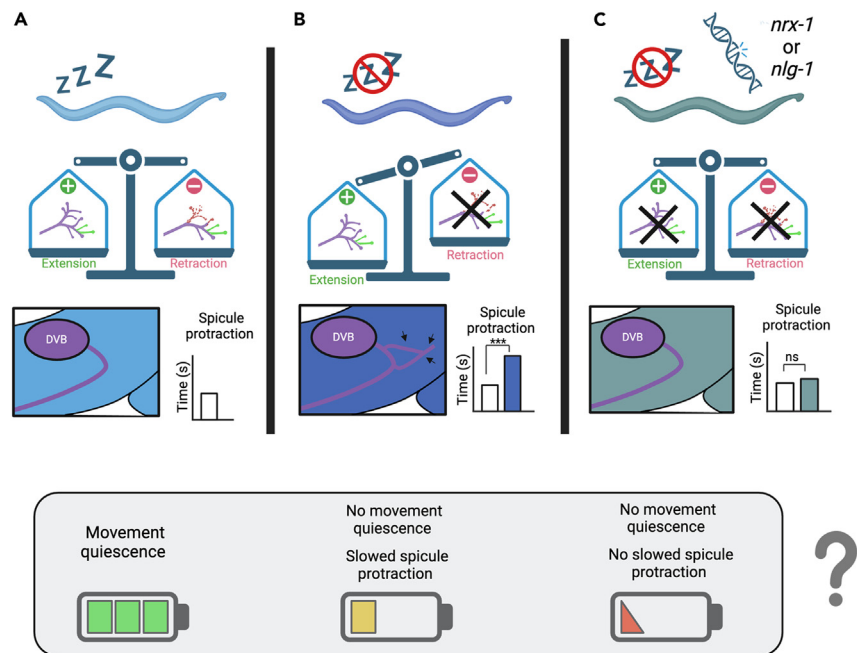 A
z z Z
+
−
Extension
Retraction
DVB
Spicule
protraction
Time (s)
B
z Z Z
+
−
Extension
Retraction
DVB
Spicule
protraction
***
Time (s)
C
z Z Z
nrx-1
or
nlg-1
+
−
Extension
Retraction
DVB
Spicule
protraction
ns
Time (s)
Movement
quiescence
No movement
quiescence
Slowed spicule
protraction
No movement
quiescence
No slowed spicule
protraction
?